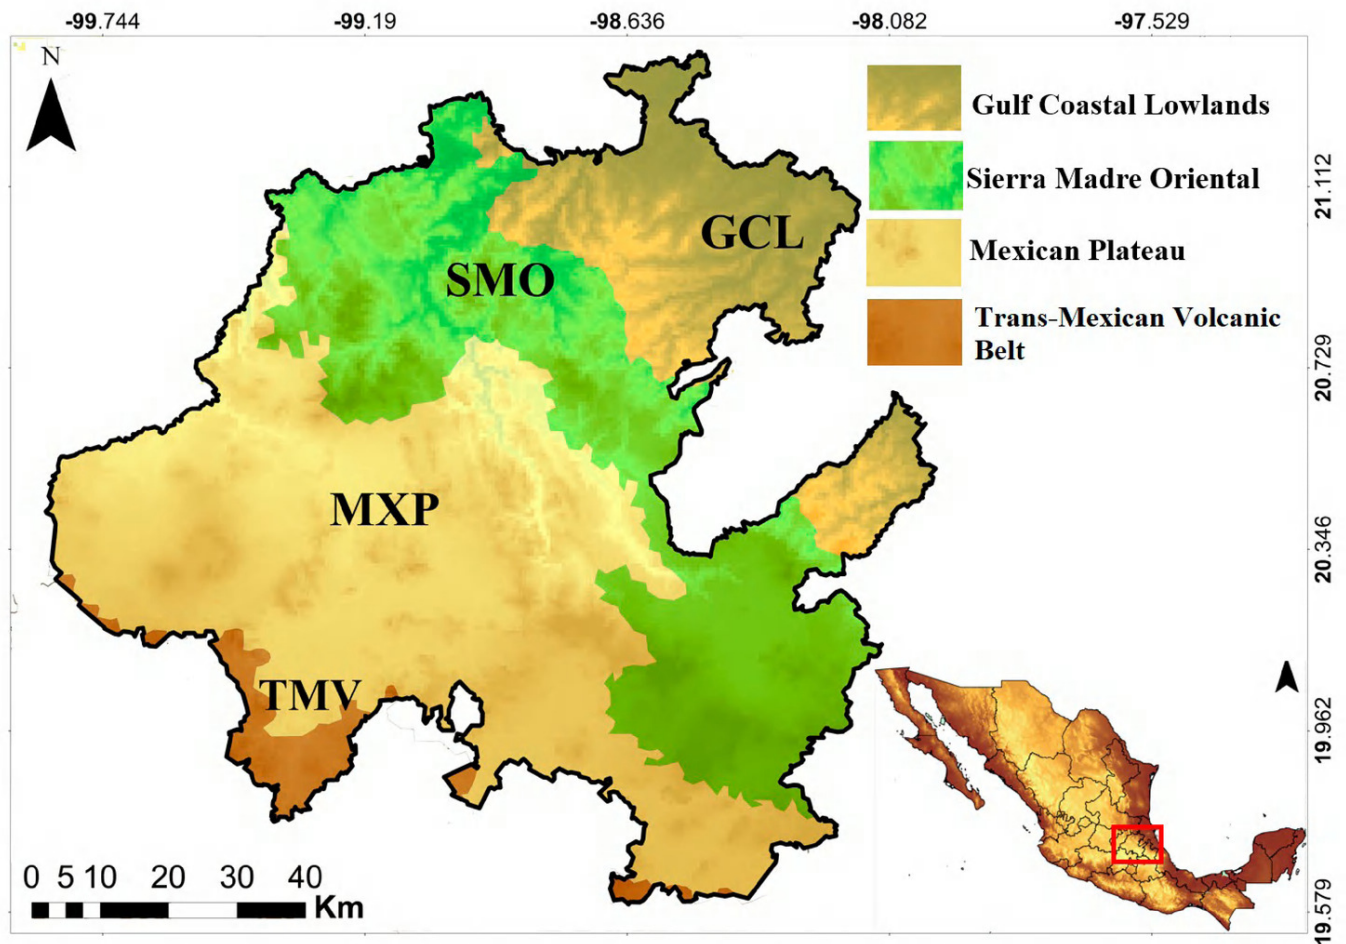 -99.744 -99.19 -98.636 -98.082 -97.529
N
Gulf Coastal Lowlands
Sierra Madre Oriental
Mexican Plateau
Trans-Mexican Volcanic
Belt
GCL
SMO
MXP
TMV
21.112
20.729
20.346
19.962
19.579
0 5 10 20 30 40
Km